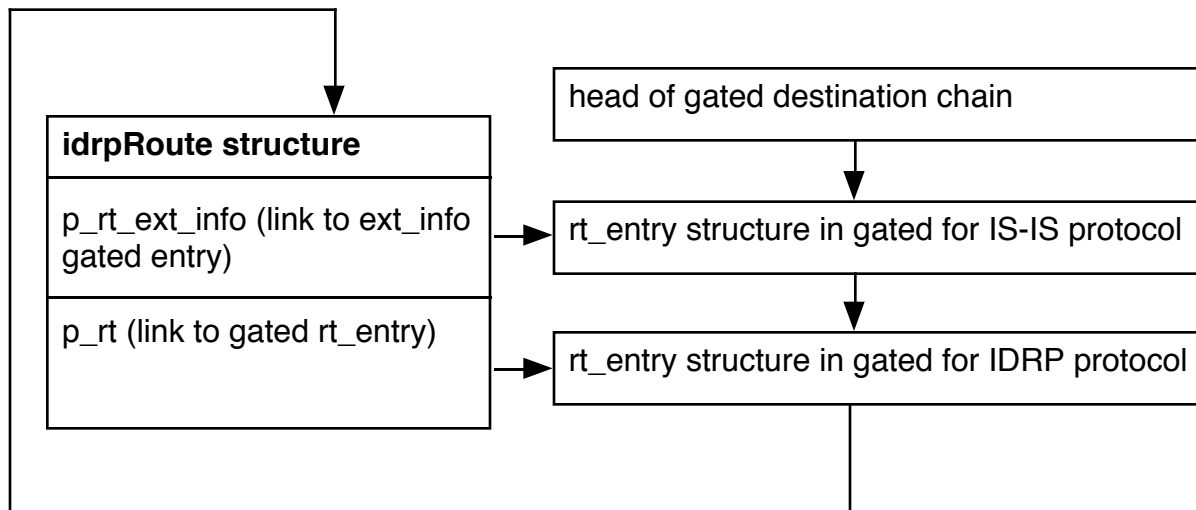 head of gated destination chain
idrpRoute structure
p_rt_ext_info (link to ext_info
gated entry)
rt_entry structure in gated for IS-IS protocol
p_rt (link to gated rt_entry)
rt_entry structure in gated for IDRP protocol